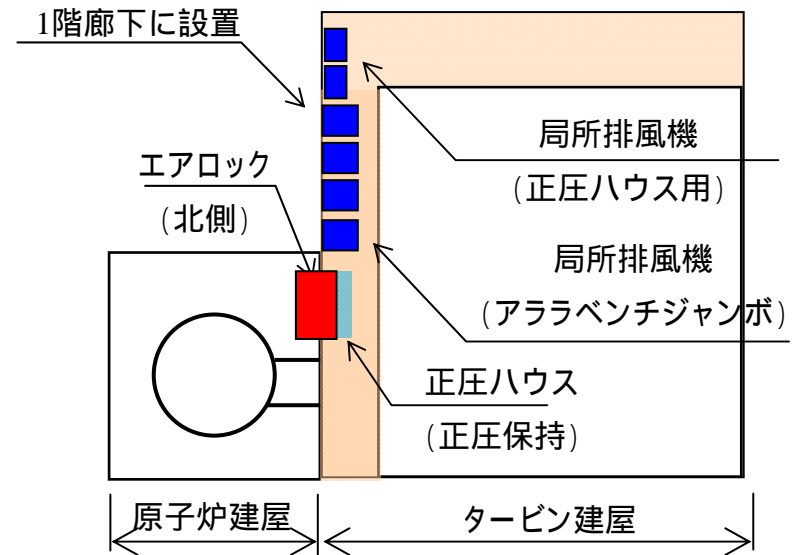 1階廊下に設置
エアロック
(北側)
局所排風機
(正圧ハウス用)
局所排風機
(アララベンチジャンボ)
正圧ハウス
(正圧保持)
原子炉建屋
タービン建屋